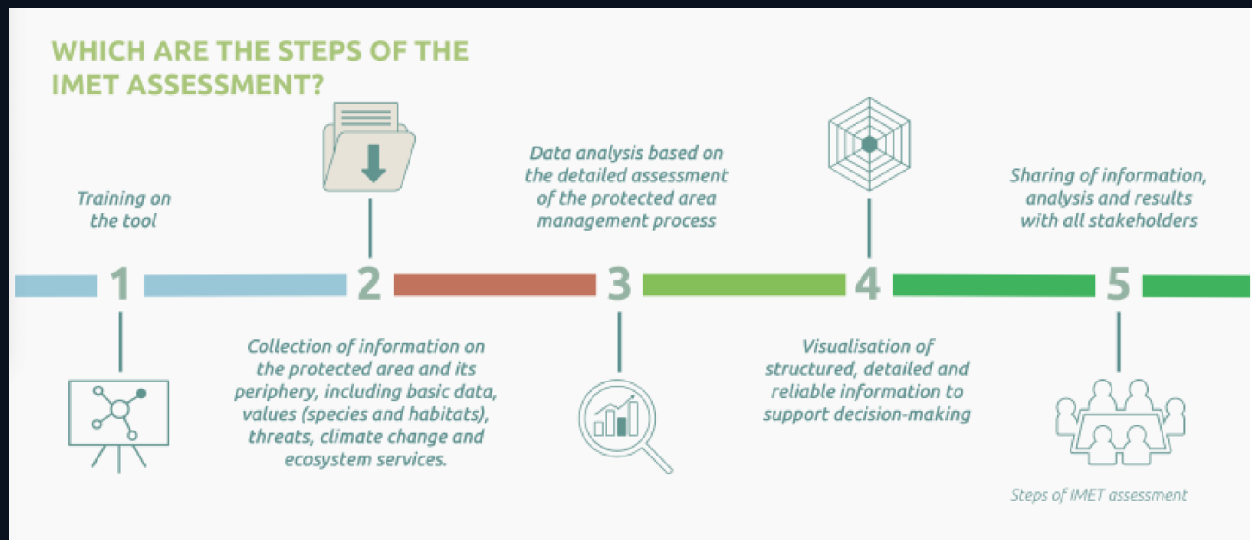 WHICH ARE THE STEPS OF THE
IMET ASSESSMENT?
Training on
the tool
1
2
Collection of information on
the protected area and its
periphery, including basic data,
values (species and habitats),
threats, climate change and
ecosystem services.
Data analysis based on
the detailed assessment
of the protected area
management process
3
4
Visualisation of
structured, detailed and
reliable information to
support decision-making
Sharing of information,
analysis and results
with all stakeholders
5
Steps of IMET assessment